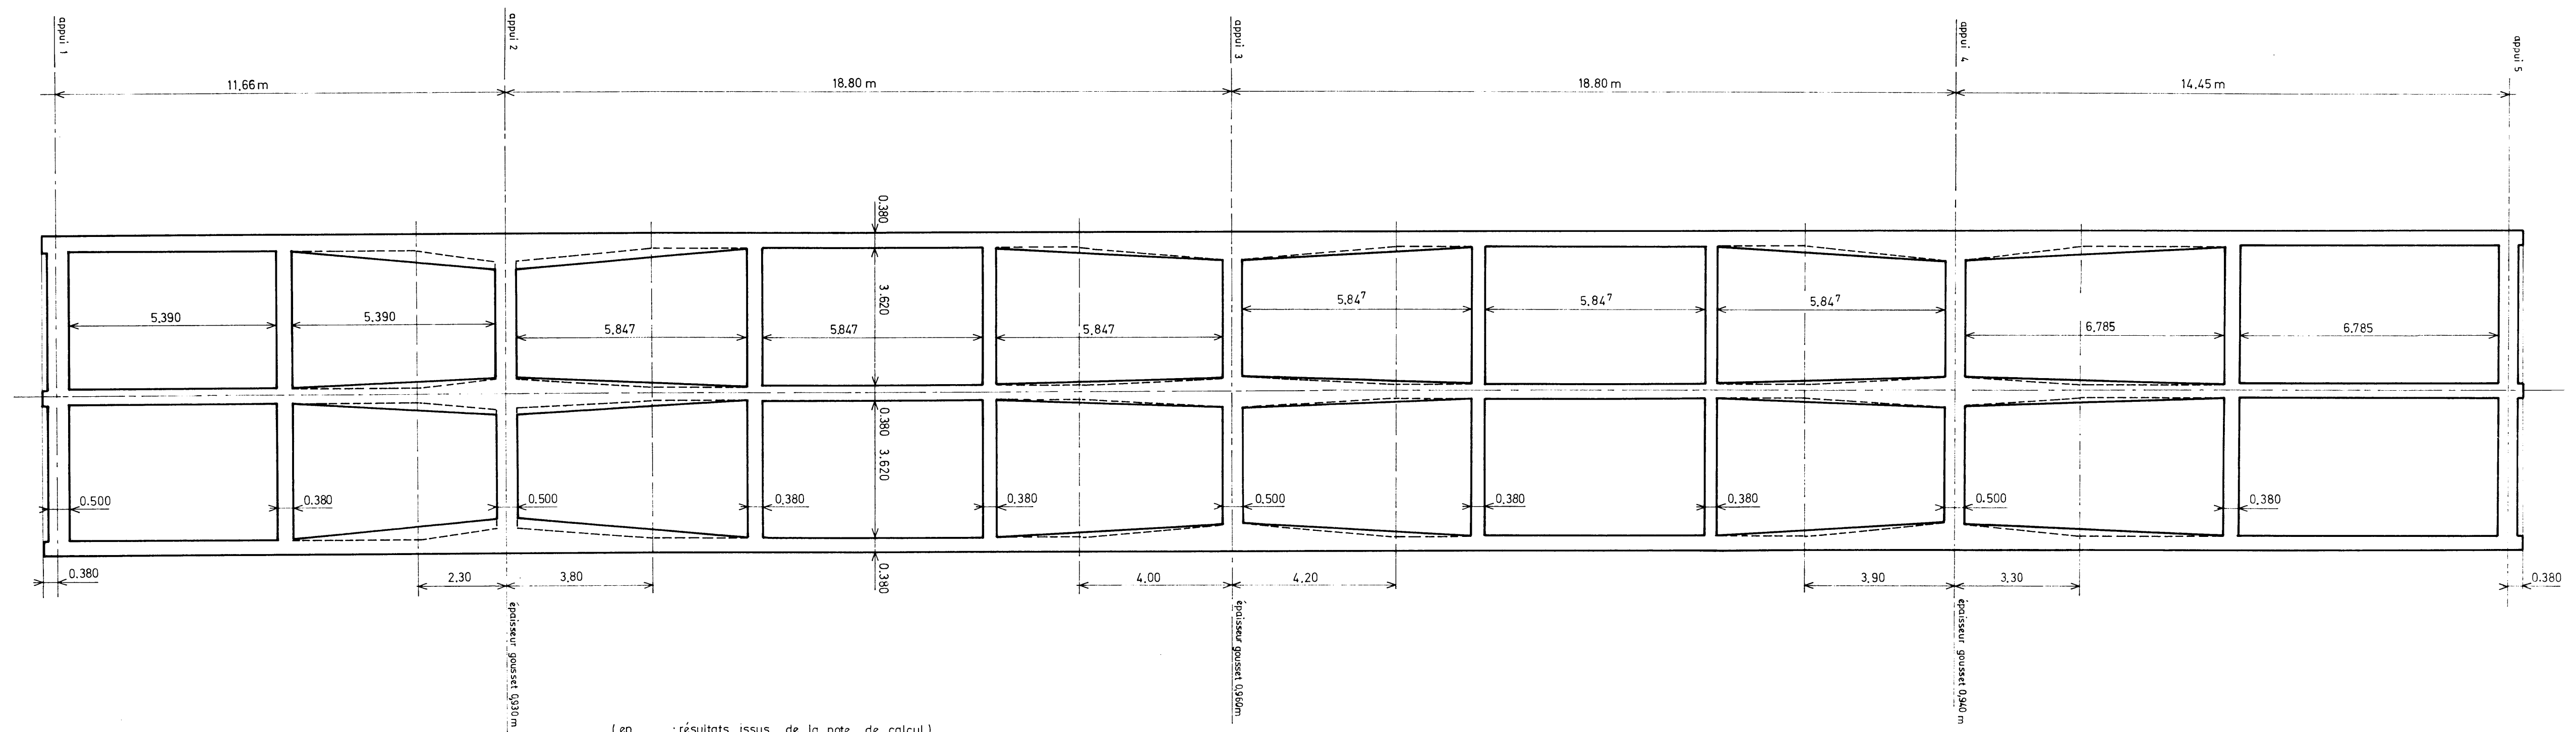 appui 1
appui 2
appui 3
appui 4
appui 5
11.66 m
18.80 m
18.80 m
14.45 m
0.380
3.620
5.390
5.390
5.847
5.847
5.847
5.84⁷
5.84⁷
5.84⁷
6.785
6.785
0.380
3.620
0.500
0.380
0.500
0.380
0.380
0.500
0.380
0.380
0.500
0.380
0.380
0.380
2.30
3.80
4.00
4.20
3.90
3.30
0.380
épaisseur gousset 0,930 m
épaisseur gousset 0,960m
épaisseur gousset 0,940 m
( en : résultats issus de la note de calcul )